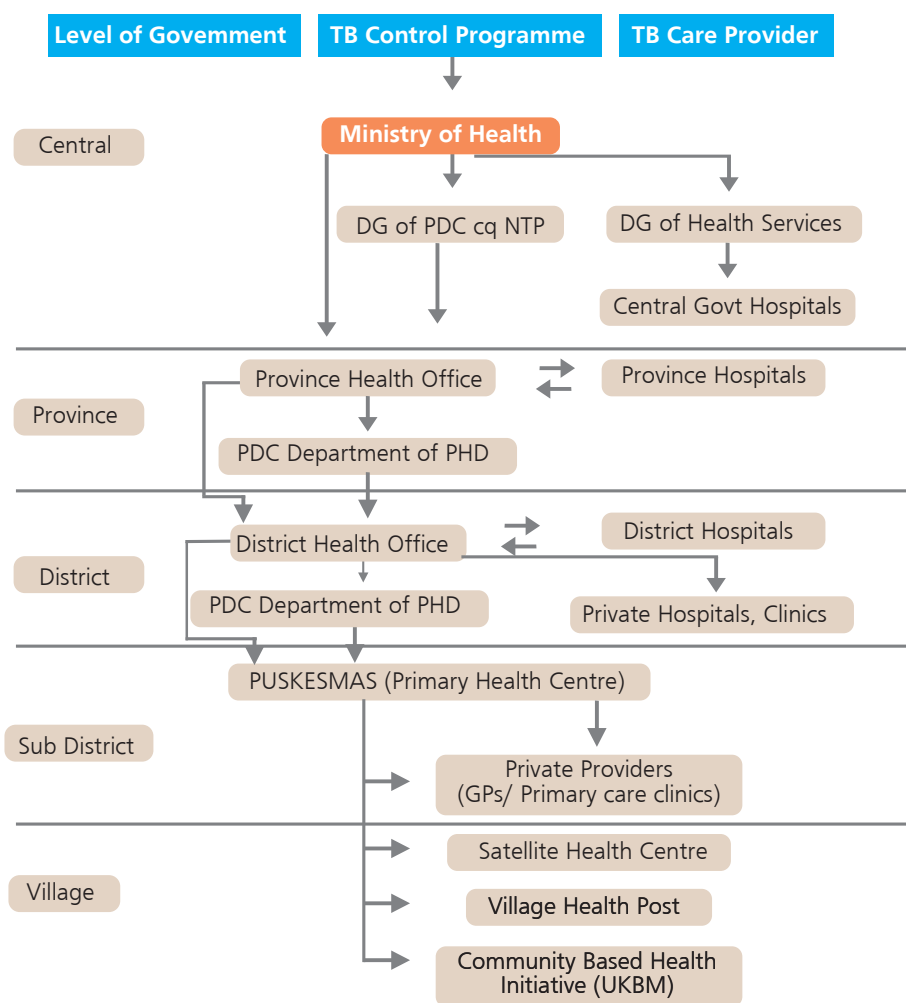 Level of Govemment
TB Control Programme
TB Care Provider
Central
Ministry of Health
DG of PDC cq NTP
DG of Health Services
Central Govt Hospitals
Province
Province Health Office
Province Hospitals
PDC Department of PHD
District
District Health Office
District Hospitals
PDC Department of PHD
Private Hospitals, Clinics
Sub District
PUSKESMAS (Primary Health Centre)
Private Providers
(GPs/ Primary care clinics)
Village
Satellite Health Centre
Village Health Post
Community Based Health
Initiative (UKBM)